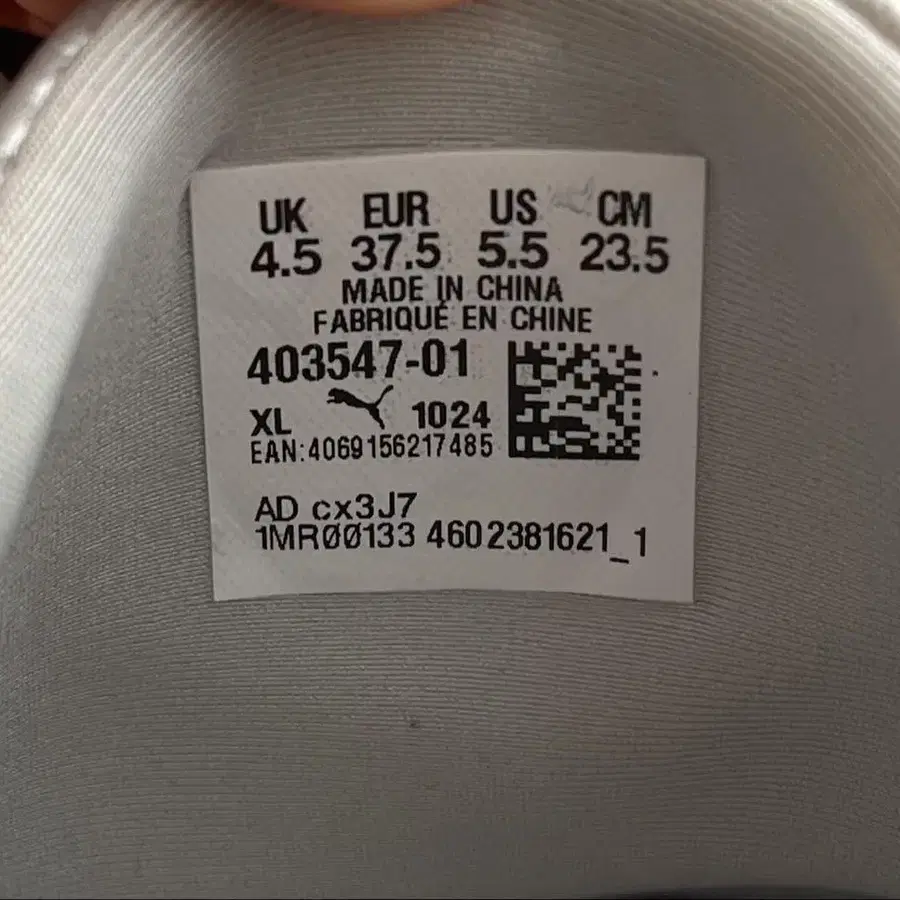 UK EUR US CM
4.5 37.5 5.5 23.5
MADE IN CHINA
FABRIQUÉ EN CHINE
403547-01
XL 1024
EAN:4069156217485
AD cx3J7
1MR00133 4602381621_1